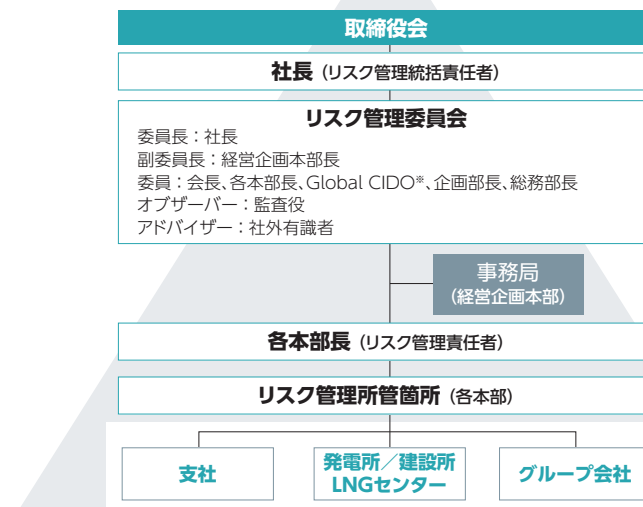 取締役会
社長（リスク管理統括責任者）
リスク管理委員会
委員長：社長
副委員長：経営企画本部長
委員：会長、各本部長、Global CIDO※、企画部長、総務部長
オブザーバー：監査役
アドバイザー：社外有識者
事務局
（経営企画本部）
各本部長（リスク管理責任者）
リスク管理所管箇所（各本部）
支社
発電所／建設所
LNGセンター
グループ会社